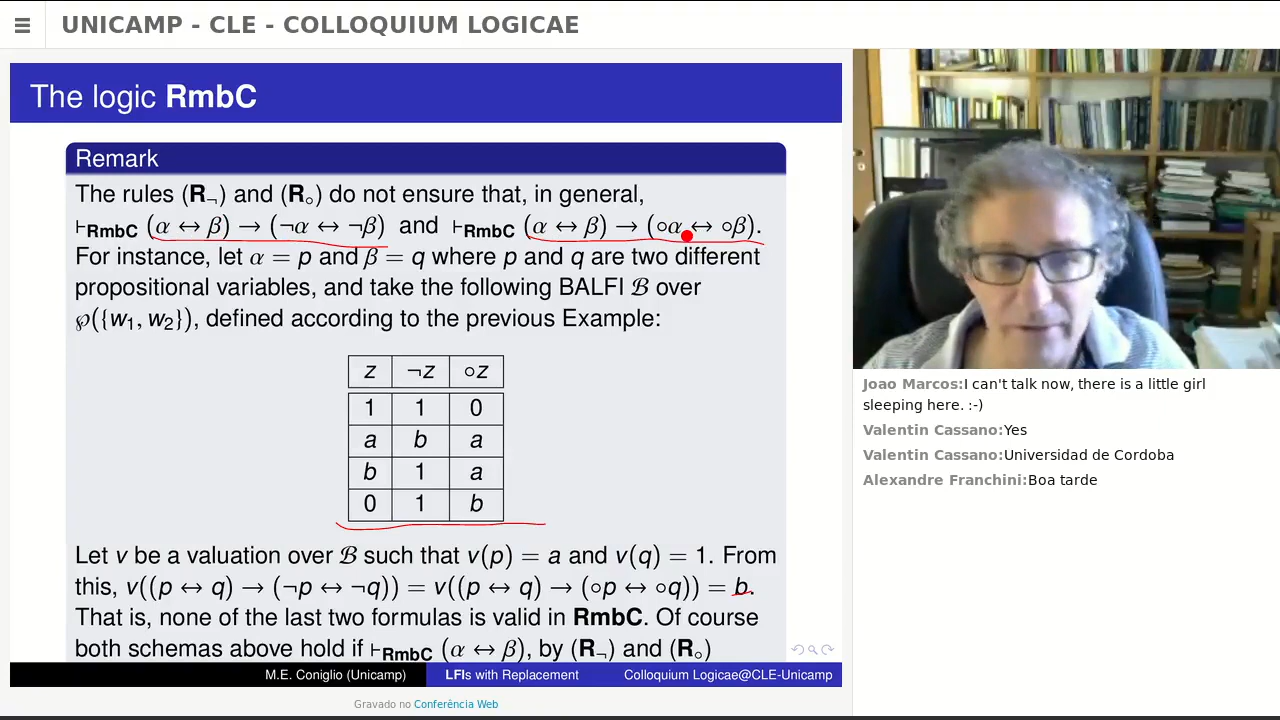 UNICAMP - CLE - COLLOQUIUM LOGICAE
The logic RmbC
Remark
The rules (R¬) and (R∘) do not ensure that, in general,
⊢RmbC (α ↔ β) → (¬α ↔ ¬β) and ⊢RmbC (α ↔ β) → (∘α ↔ ∘β).
For instance, let α = p and β = q where p and q are two different
propositional variables, and take the following BALFI ℬ over
℘({w₁, w₂}), defined according to the previous Example:
z ¬z ∘z
1 1 0
a b a
b 1 a
0 1 b
Let v be a valuation over ℬ such that v(p) = a and v(q) = 1. From
this, v((p ↔ q) → (¬p ↔ ¬q)) = v((p ↔ q) → (∘p ↔ ∘q)) = b.
That is, none of the last two formulas is valid in RmbC. Of course
both schemas above hold if ⊢RmbC (α ↔ β), by (R¬) and (R∘)
M.E. Coniglio (Unicamp) LFIs with Replacement Colloquium Logicae@CLE-Unicamp
Gravado no Conferência Web
Joao Marcos:I can't talk now, there is a little girl
sleeping here. :-)
Valentin Cassano:Yes
Valentin Cassano:Universidad de Cordoba
Alexandre Franchini:Boa tarde